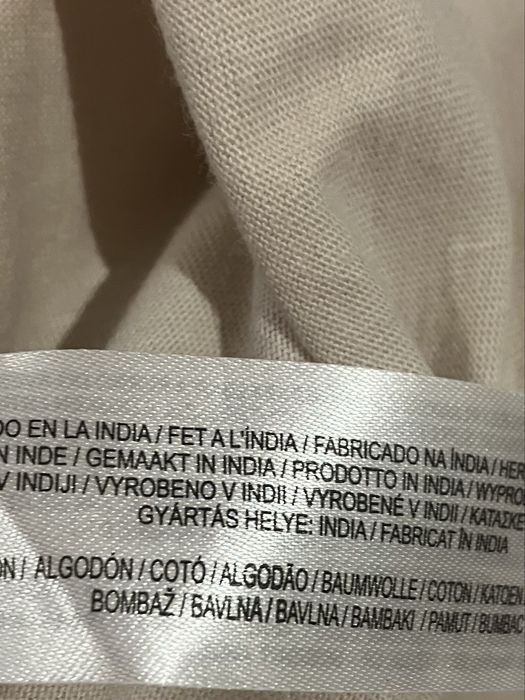 DO EN LA INDIA / FET A L'ÍNDIA / FABRICADO NA ÍNDIA / HER
N INDE / GEMAAKT IN INDIA / PRODOTTO IN INDIA / WYPRO
V INDIJI / VYROBENO V INDII / VYROBENÉ V INDII / ΚΑΤΑΣΚΕ
GYÁRTÁS HELYE: INDIA / FABRICAT ÎN INDIA
ON / ALGODÓN / COTÓ / ALGODÃO / BAUMWOLLE / COTON / KATOEN
BOMBAŽ / BAVLNA / BAVLNA / BAMBAKI / PAMUT / BUMBAC